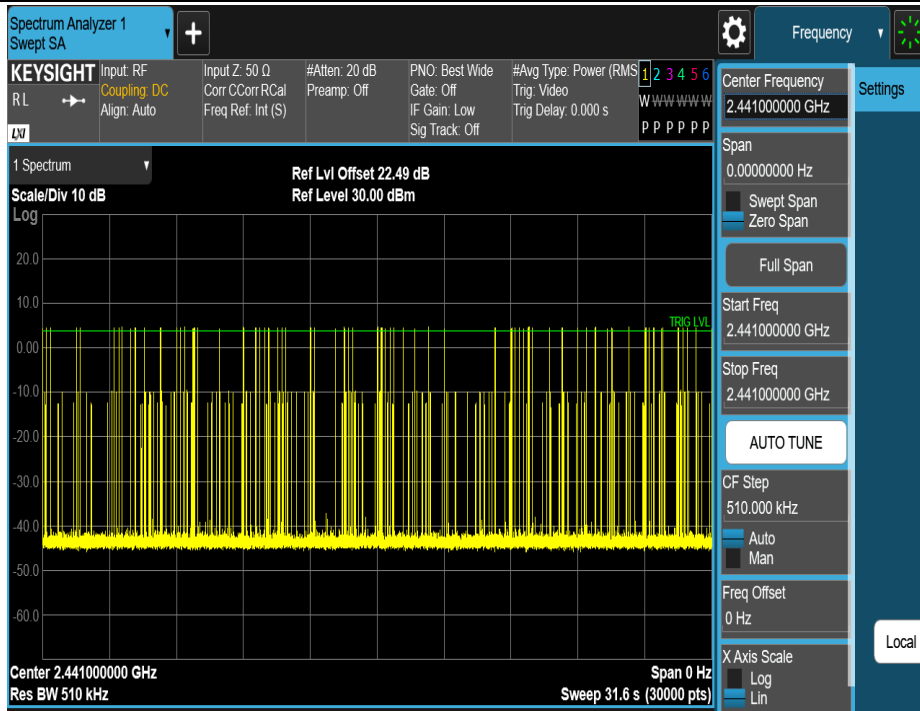 Spectrum Analyzer 1
Swept SA
+
Frequency
KEYSIGHT
R L
LXI
Input: RF
Coupling: DC
Align: Auto
Input Z: 50 Ω
Corr CCorr RCal
Freq Ref: Int (S)
#Atten: 20 dB
Preamp: Off
PNO: Best Wide
Gate: Off
IF Gain: Low
Sig Track: Off
#Avg Type: Power (RMS
Trig: Video
Trig Delay: 0.000 s
1 2 3 4 5 6
W W W W W W
P P P P P P
1 Spectrum
Scale/Div 10 dB
Ref Lvl Offset 22.49 dB
Ref Level 30.00 dBm
Log
20.0
10.0
0.00
-10.0
-20.0
-30.0
-40.0
-50.0
-60.0
TRIG LVL
Center 2.441000000 GHz
Res BW 510 kHz
Span 0 Hz
Sweep 31.6 s (30000 pts)
Center Frequency
2.441000000 GHz
Span
0.00000000 Hz
Swept Span
Zero Span
Full Span
Start Freq
2.441000000 GHz
Stop Freq
2.441000000 GHz
AUTO TUNE
CF Step
510.000 kHz
Auto
Man
Freq Offset
0 Hz
X Axis Scale
Log
Lin
Settings
Local